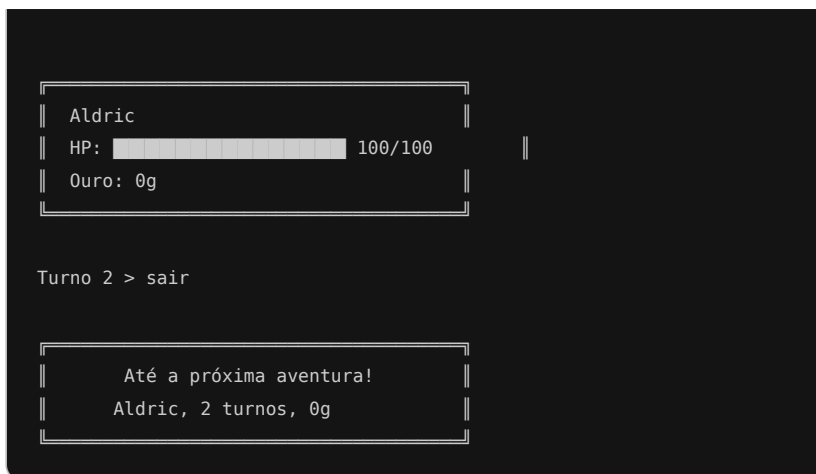 Aldric
HP: 100/100
Ouro: 0g
Turno 2 > sair
Até a próxima aventura!
Aldric, 2 turnos, 0g